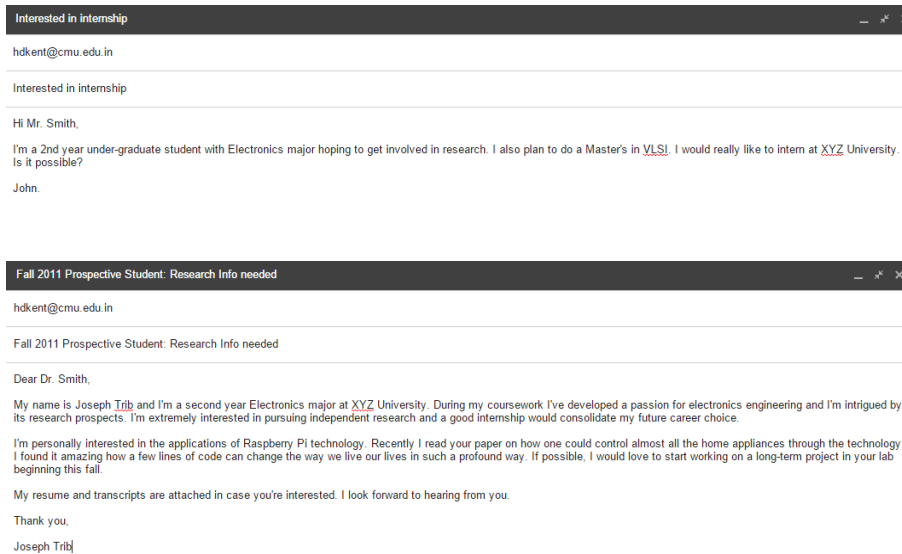 Interested in internship
hdkent@cmu.edu.in
Interested in internship
Hi Mr. Smith,
I'm a 2nd year under-graduate student with Electronics major hoping to get involved in research. I also plan to do a Master's in VLSI. I would really like to intern at XYZ University.
Is it possible?
John.
Fall 2011 Prospective Student: Research Info needed
hdkent@cmu.edu.in
Fall 2011 Prospective Student: Research Info needed
Dear Dr. Smith,
My name is Joseph Trib and I'm a second year Electronics major at XYZ University. During my coursework I've developed a passion for electronics engineering and I'm intrigued by
its research prospects. I'm extremely interested in pursuing independent research and a good internship would consolidate my future career choice.
I'm personally interested in the applications of Raspberry Pi technology. Recently I read your paper on how one could control almost all the home appliances through the technology
I found it amazing how a few lines of code can change the way we live our lives in such a profound way. If possible, I would love to start working on a long-term project in your lab
beginning this fall.
My resume and transcripts are attached in case you're interested. I look forward to hearing from you.
Thank you,
Joseph Trib